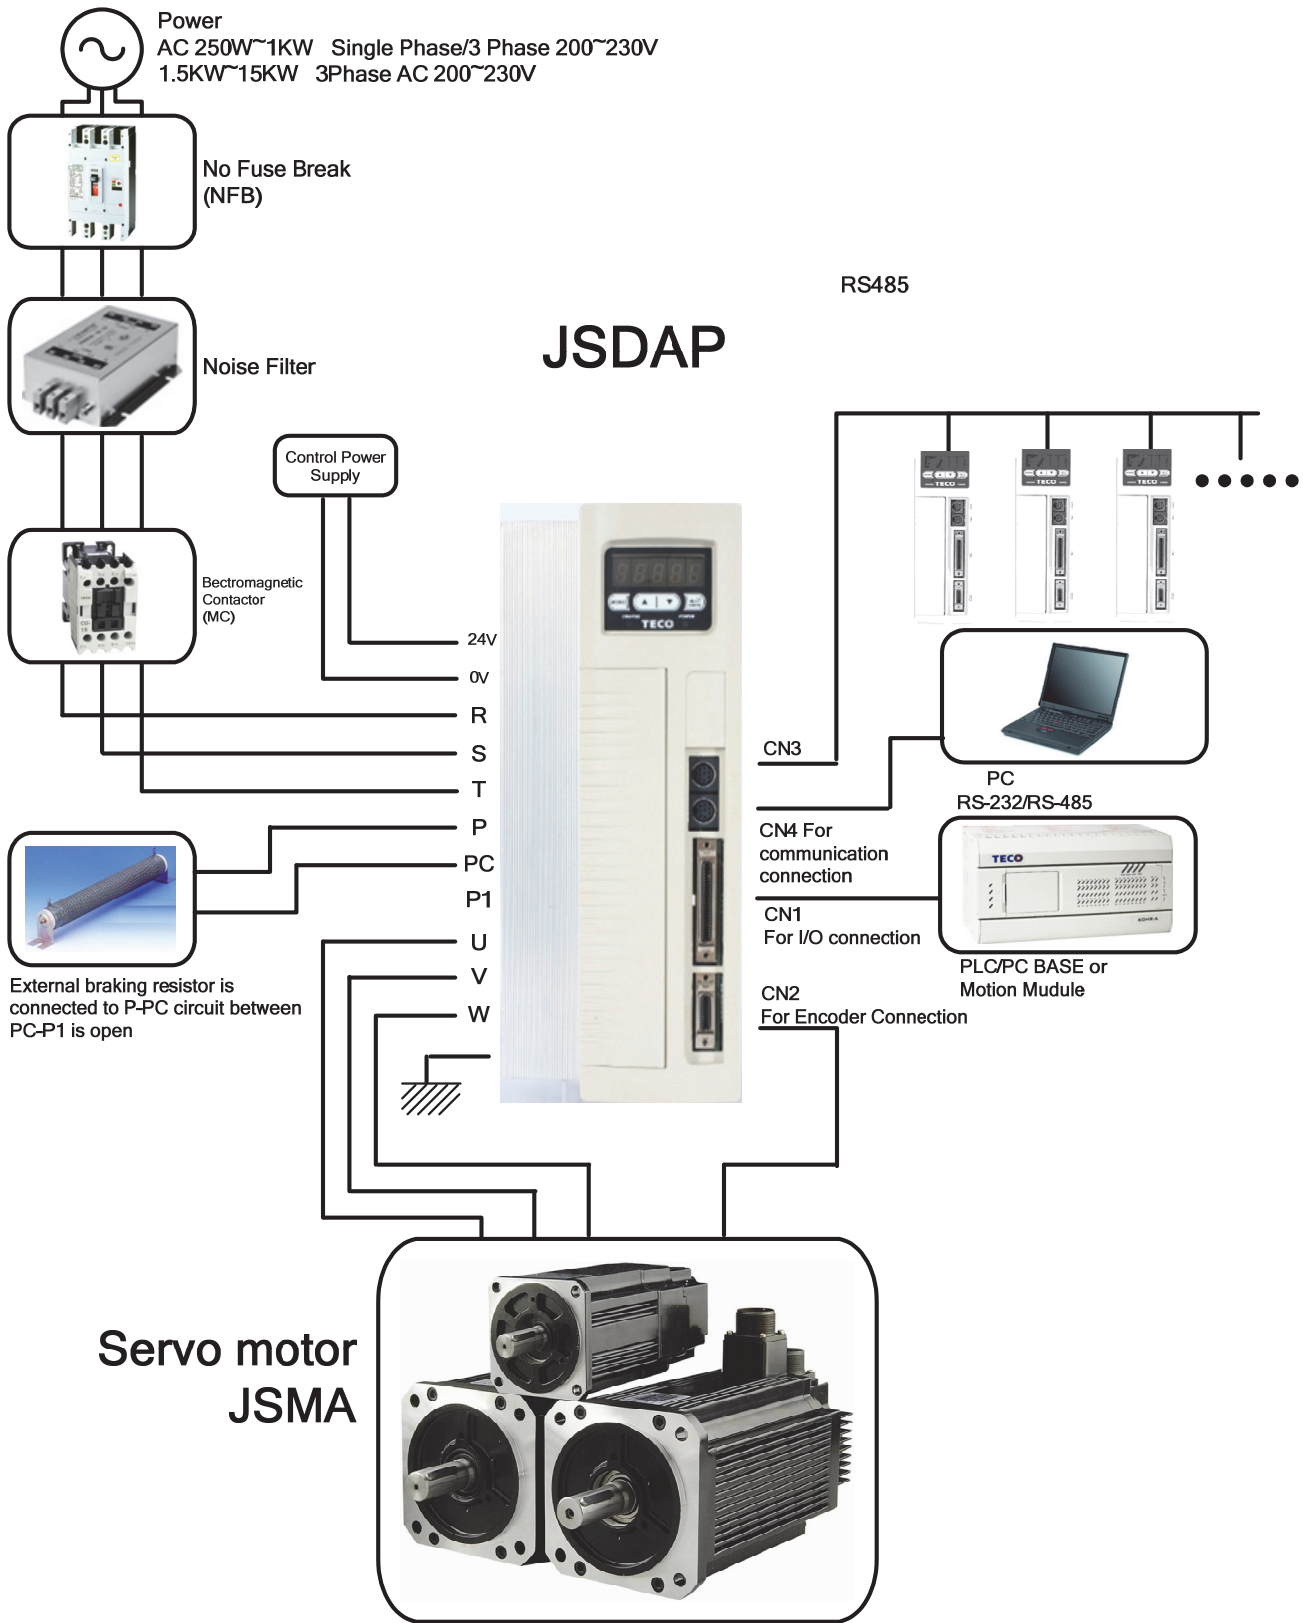 Power
AC 250W~1KW Single Phase/3 Phase 200~230V
1.5KW~15KW 3Phase AC 200~230V
No Fuse Break
(NFB)
RS485
JSDAP
Noise Filter
Control Power
Supply
TECO
TECO
TECO
Bectromagnetic
Contactor
(MC)
TECO
24V
0V
R
S
T
P
PC
P1
U
V
W
CN3
PC
RS-232/RS-485
CN4 For
communication
connection
TECO
CN1
For I/O connection
PLC/PC BASE or
Motion Mudule
CN2
For Encoder Connection
External braking resistor is
connected to P-PC circuit between
PC-P1 is open
Servo motor
JSMA